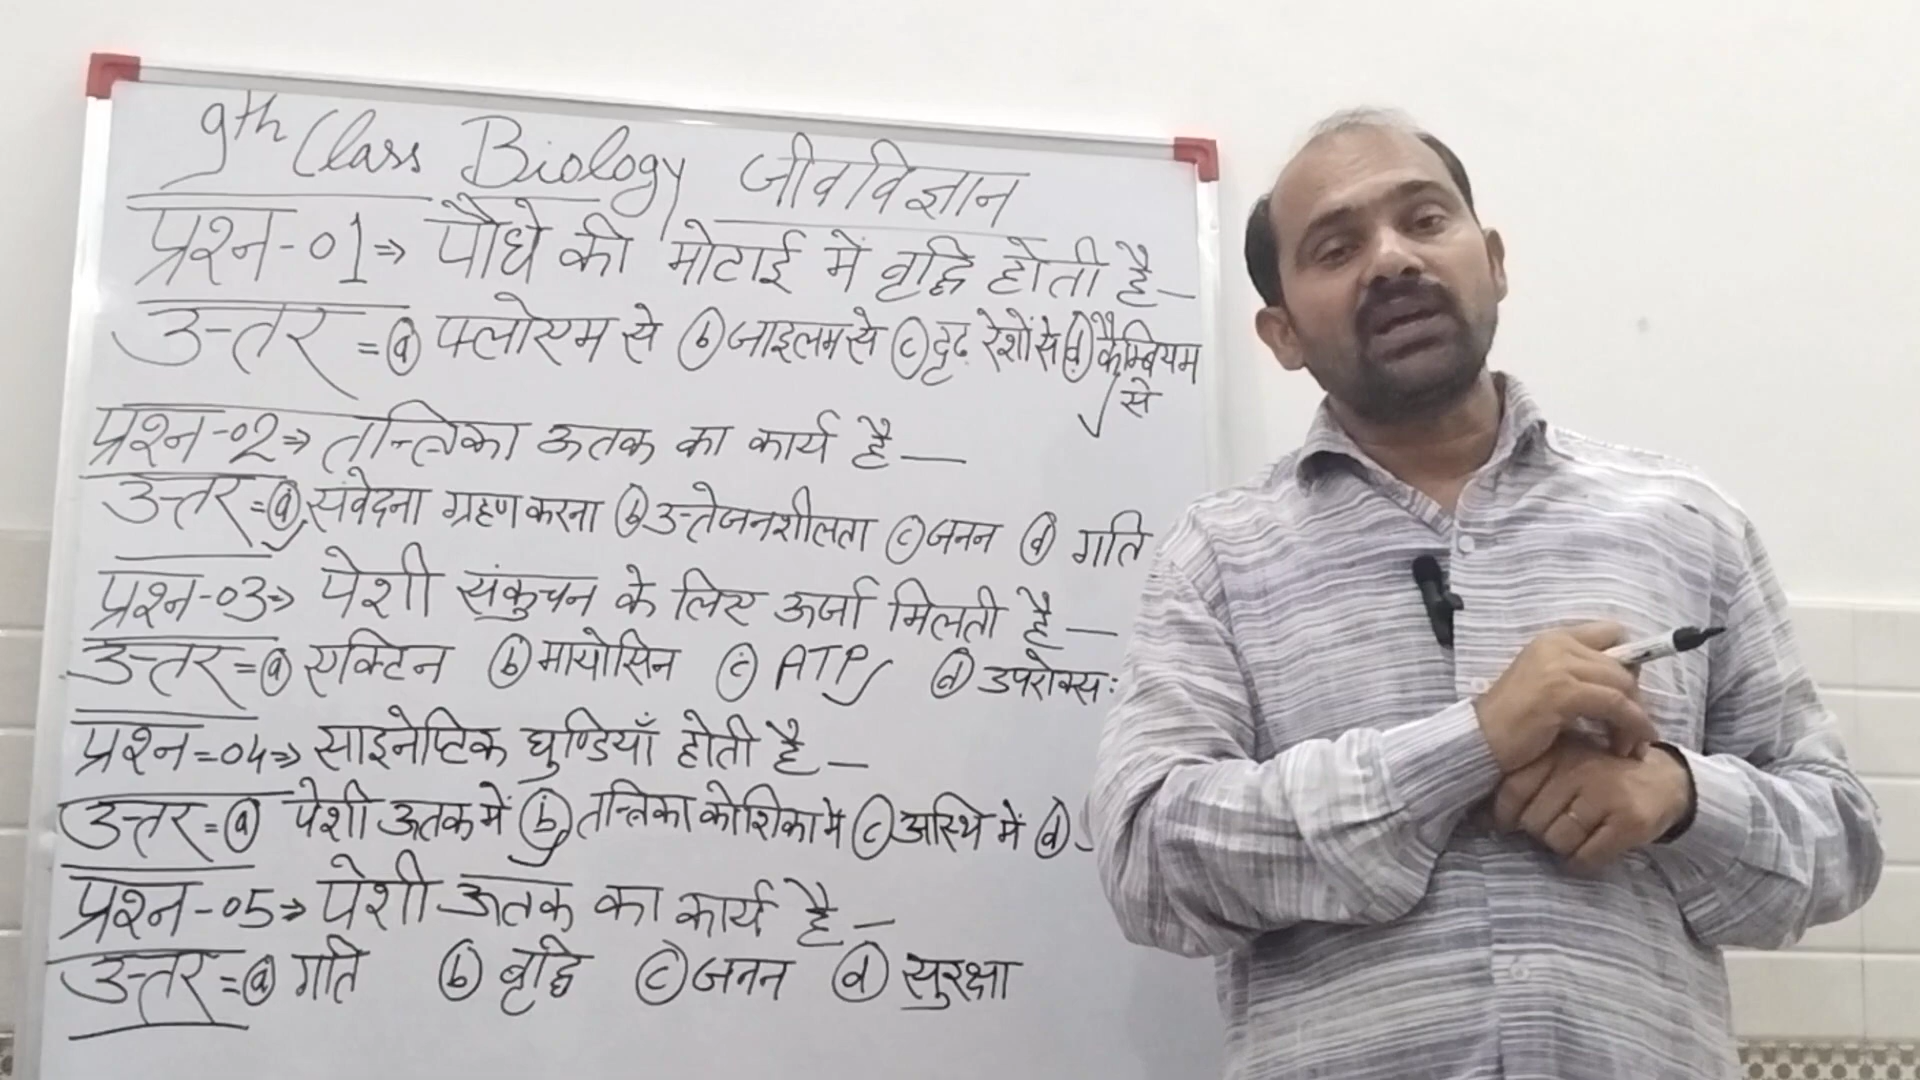 9th Class Biology जीवविज्ञान
प्रश्न-01⇒ पौधे की मोटाई में वृद्धि होती है—
उत्तर=ⓐ फ्लोएम से ⓑ जाइलम से ⓒ दृढ़ रेशों से ⓓ कैम्बियम से
प्रश्न-02⇒ तन्त्रिका ऊतक का कार्य है—
उत्तर=ⓐ संवेदना ग्रहण करना ⓑ उत्तेजनशीलता ⓒ जनन ⓓ गति
प्रश्न-03⇒ पेशी संकुचन के लिए ऊर्जा मिलती है—
उत्तर=ⓐ एक्टिन ⓑ मायोसिन ⓒ ATP ⓓ
प्रश्न=04⇒ साइनेप्टिक घुण्डियाँ होती है—
उत्तर=ⓐ पेशी ऊतक में ⓑ तन्त्रिका कोशिका में ⓒ अस्थि में ⓓ
प्रश्न-05⇒ पेशी ऊतक का कार्य है—
उत्तर=ⓐ गति ⓑ वृद्धि ⓒ जनन ⓓ सुरक्षा